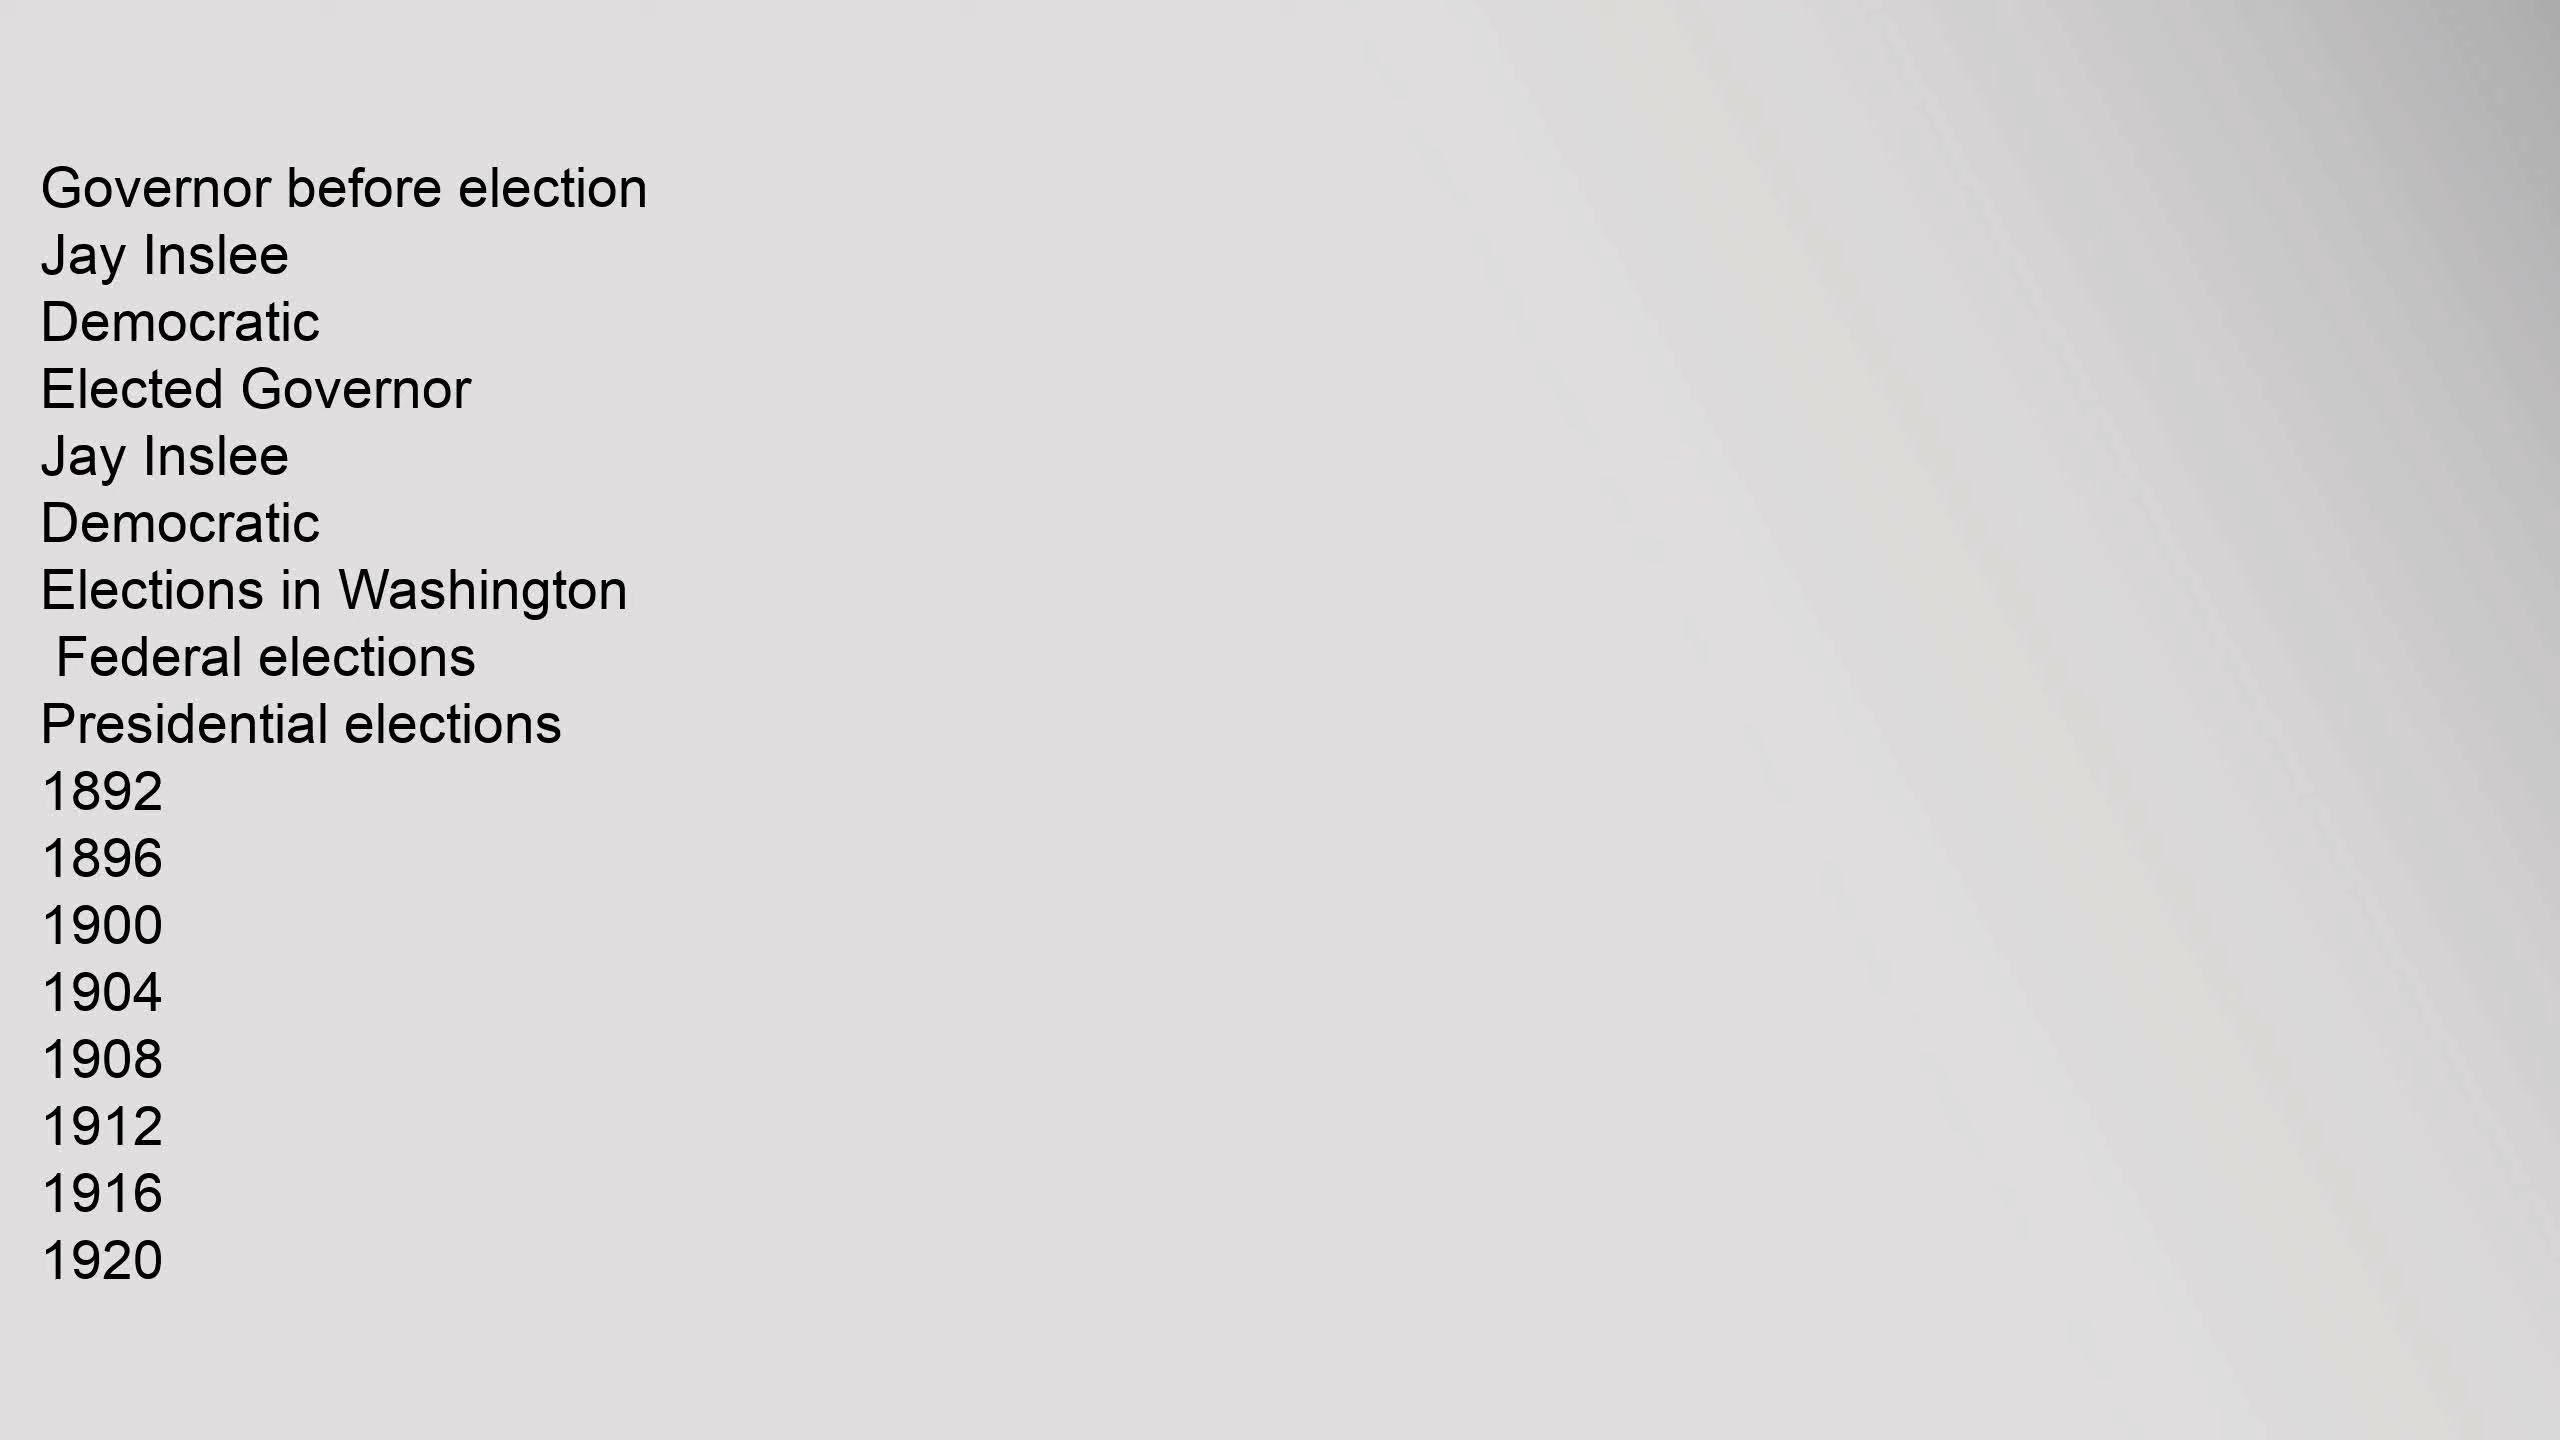 Governor before election
Jay Inslee
Democratic
Elected Governor
Jay Inslee
Democratic
Elections in Washington
Federal elections
Presidential elections
1892
1896
1900
1904
1908
1912
1916
1920